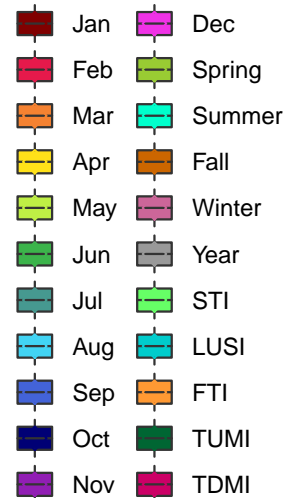 Jan Dec
Feb Spring
Mar Summer
Apr Fall
May Winter
Jun Year
Jul STI
Aug LUSI
Sep FTI
Oct TUMI
Nov TDMI